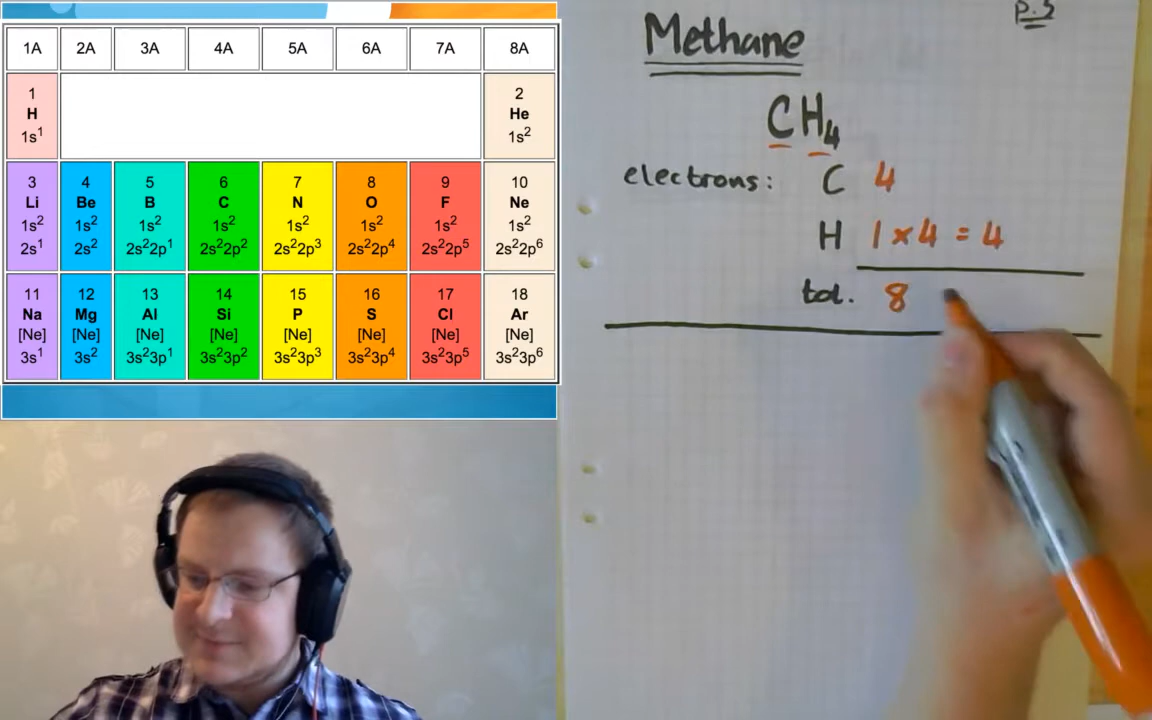 1A 2A 3A 4A 5A 6A 7A 8A
1 2
H He
1s¹ 1s²
3 4 5 6 7 8 9 10
Li Be B C N O F Ne
1s² 1s² 1s² 1s² 1s² 1s² 1s² 1s²
2s¹ 2s² 2s²2p¹ 2s²2p² 2s²2p³ 2s²2p⁴ 2s²2p⁵ 2s²2p⁶
11 12 13 14 15 16 17 18
Na Mg Al Si P S Cl Ar
[Ne] [Ne] [Ne] [Ne] [Ne] [Ne] [Ne] [Ne]
3s¹ 3s² 3s²3p¹ 3s²3p² 3s²3p³ 3s²3p⁴ 3s²3p⁵ 3s²3p⁶
p.3
Methane
CH₄
electrons: C 4
H 1 × 4 = 4
tot. 8